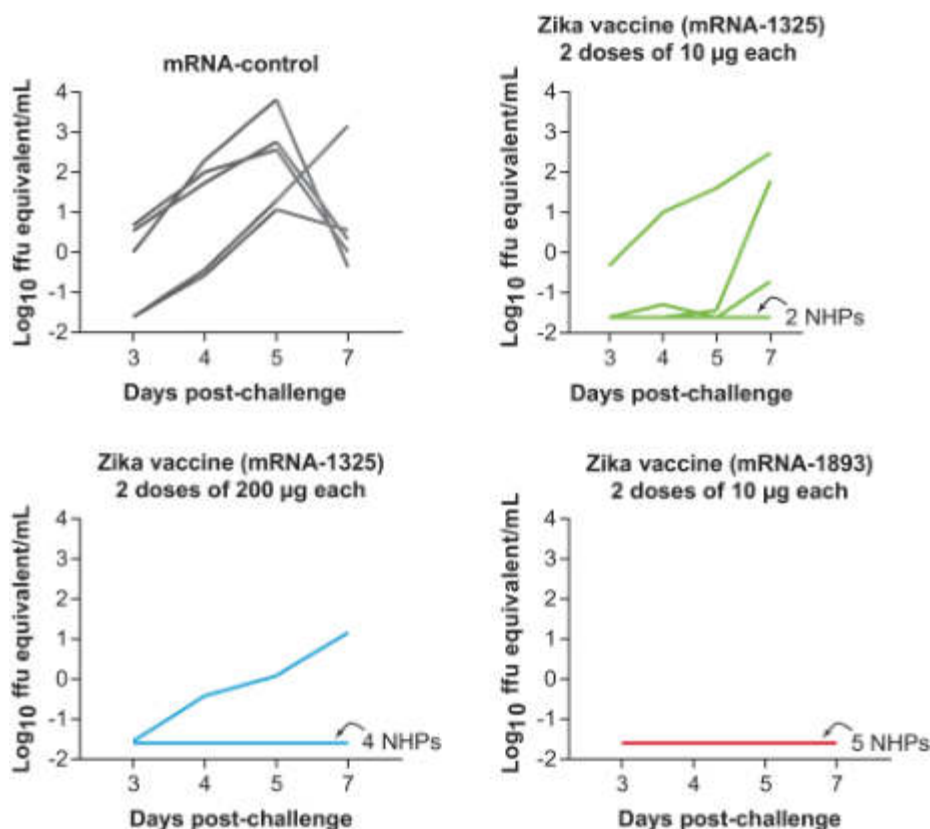 mRNA-control
Log10 ffu equivalent/mL
4
3
2
1
0
-1
-2
3 4 5 7
Days post-challenge
Zika vaccine (mRNA-1325)
2 doses of 10 µg each
Log10 ffu equivalent/mL
4
3
2
1
0
-1
-2
2 NHPs
3 4 5 7
Days post-challenge
Zika vaccine (mRNA-1325)
2 doses of 200 µg each
Log10 ffu equivalent/mL
4
3
2
1
0
-1
-2
4 NHPs
3 4 5 7
Days post-challenge
Zika vaccine (mRNA-1893)
2 doses of 10 µg each
Log10 ffu equivalent/mL
4
3
2
1
0
-1
-2
5 NHPs
3 4 5 7
Days post-challenge